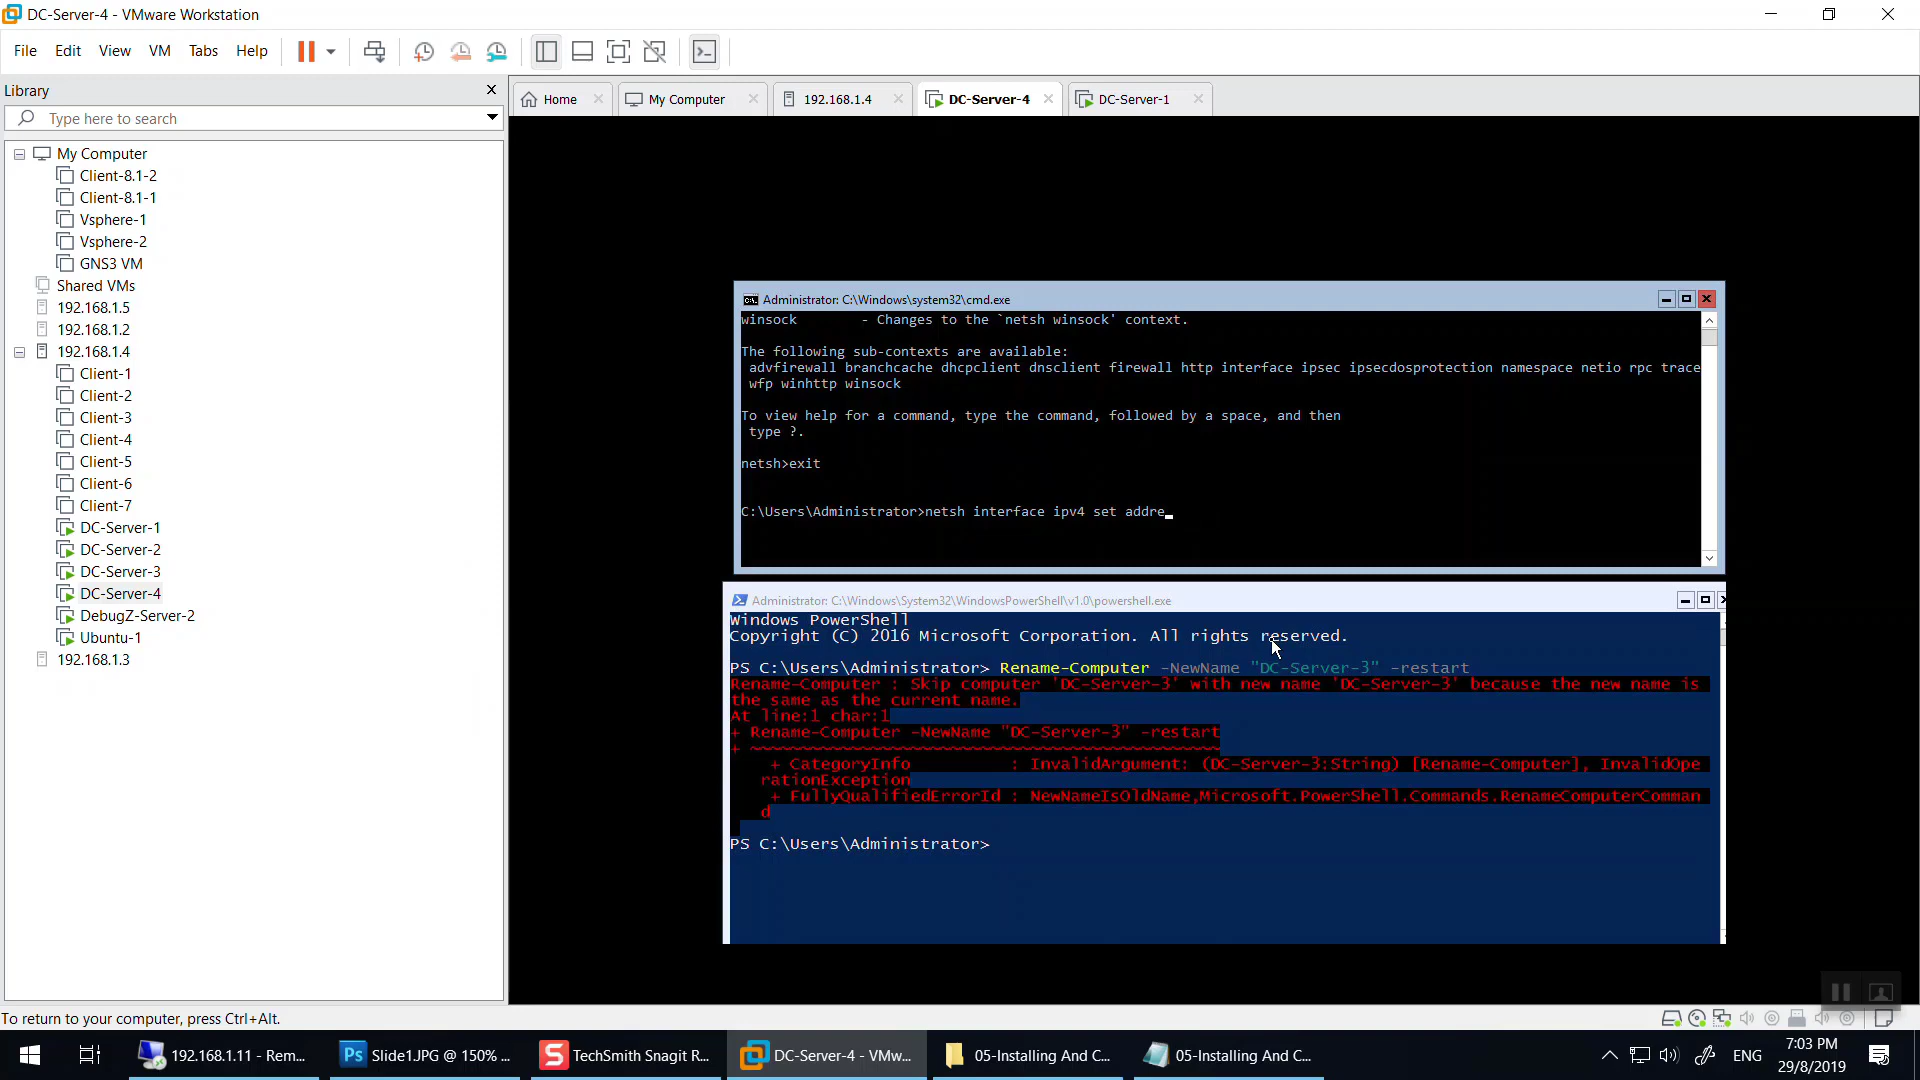 DC-Server-4 - VMware Workstation
File Edit View VM Tabs Help
Library
Type here to search
Home
My Computer
192.168.1.4
DC-Server-4
DC-Server-1
My Computer
Client-8.1-2
Client-8.1-1
Vsphere-1
Vsphere-2
GNS3 VM
Shared VMs
192.168.1.5
192.168.1.2
192.168.1.4
Client-1
Client-2
Client-3
Client-4
Client-5
Client-6
Client-7
DC-Server-1
DC-Server-2
DC-Server-3
DC-Server-4
DebugZ-Server-2
Ubuntu-1
192.168.1.3
Administrator: C:\Windows\system32\cmd.exe
winsock        - Changes to the `netsh winsock' context.
The following sub-contexts are available:
advfirewall branchcache dhcpclient dnsclient firewall http interface ipsec ipsecdosprotection namespace netio rpc trace
wfp winhttp winsock
To view help for a command, type the command, followed by a space, and then
type ?.
netsh>exit
C:\Users\Administrator>netsh interface ipv4 set addre_
Administrator: C:\Windows\System32\WindowsPowerShell\v1.0\powershell.exe
Windows PowerShell
Copyright (C) 2016 Microsoft Corporation. All rights reserved.
PS C:\Users\Administrator> Rename-Computer -NewName "DC-Server-3" -restart
Rename-Computer : Skip computer 'DC-Server-3' with new name 'DC-Server-3' because the new name is
the same as the current name.
At line:1 char:1
+ Rename-Computer -NewName "DC-Server-3" -restart
+ ~~~~~~~~~~~~~~~~~~~~~~~~~~~~~~~~~~~~~~~~~~~~~~~
+ CategoryInfo          : InvalidArgument: (DC-Server-3:String) [Rename-Computer], InvalidOpe
rationException
+ FullyQualifiedErrorId : NewNameIsOldName,Microsoft.PowerShell.Commands.RenameComputerComman
d
PS C:\Users\Administrator>
To return to your computer, press Ctrl+Alt.
192.168.1.11 - Rem...
Ps Slide1.JPG @ 150% ...
S TechSmith Snagit R...
DC-Server-4 - VMw...
05-Installing And C...
05-Installing And C...
ENG
7:03 PM
29/8/2019